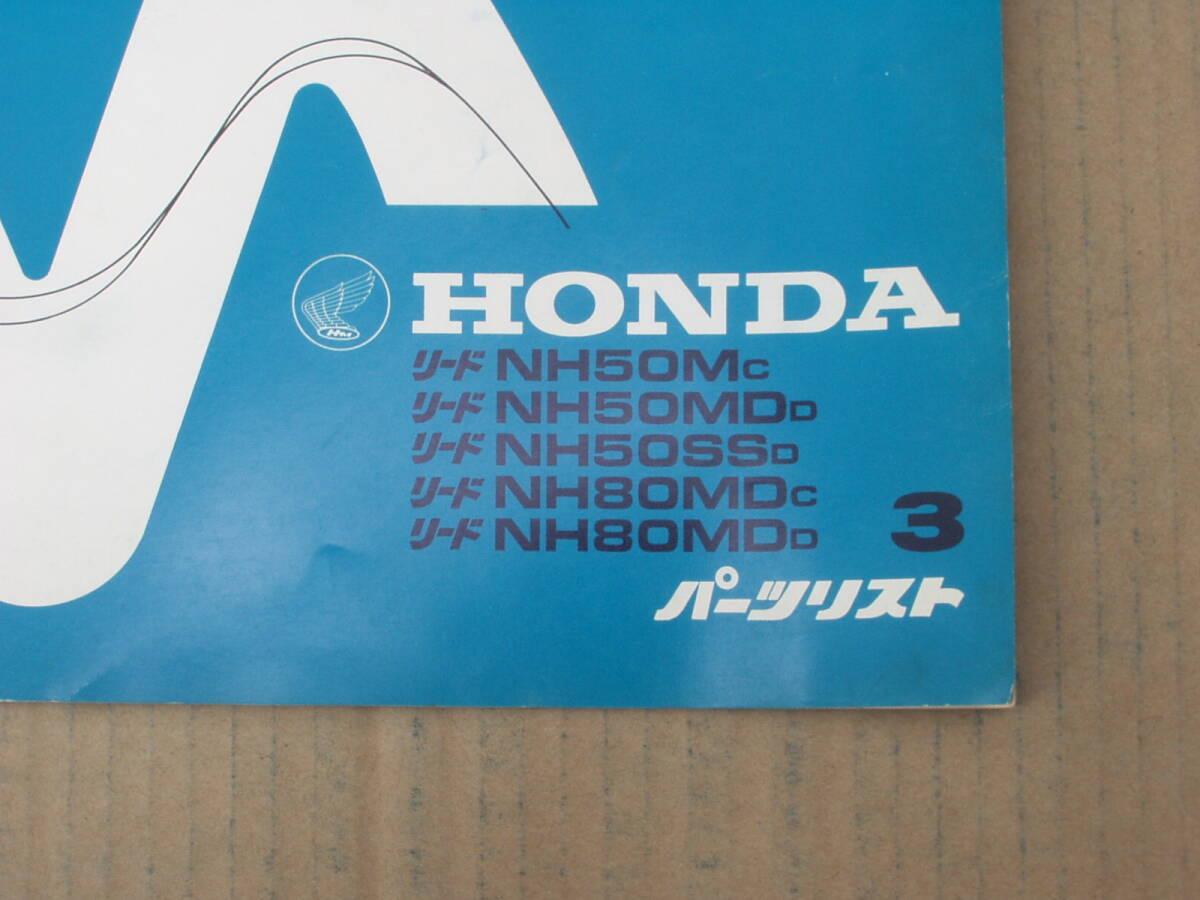 HONDA
HM
リード NH50MC
リード NH50MDD
リード NH50SSD
リード NH80MDC
リード NH80MDD
3
パーツリスト